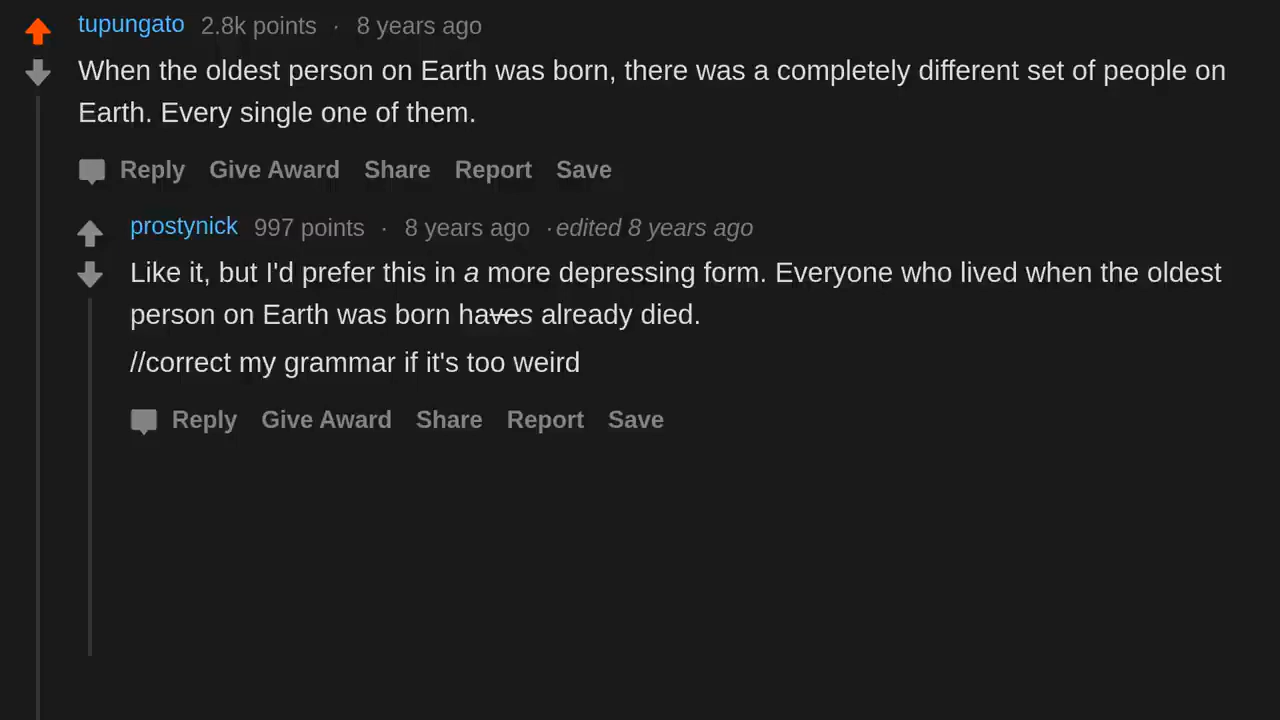 tupungato 2.8k points · 8 years ago
When the oldest person on Earth was born, there was a completely different set of people on
Earth. Every single one of them.
Reply Give Award Share Report Save
prostynick 997 points · 8 years ago · edited 8 years ago
Like it, but I'd prefer this in a more depressing form. Everyone who lived when the oldest
person on Earth was born haves already died.
//correct my grammar if it's too weird
Reply Give Award Share Report Save